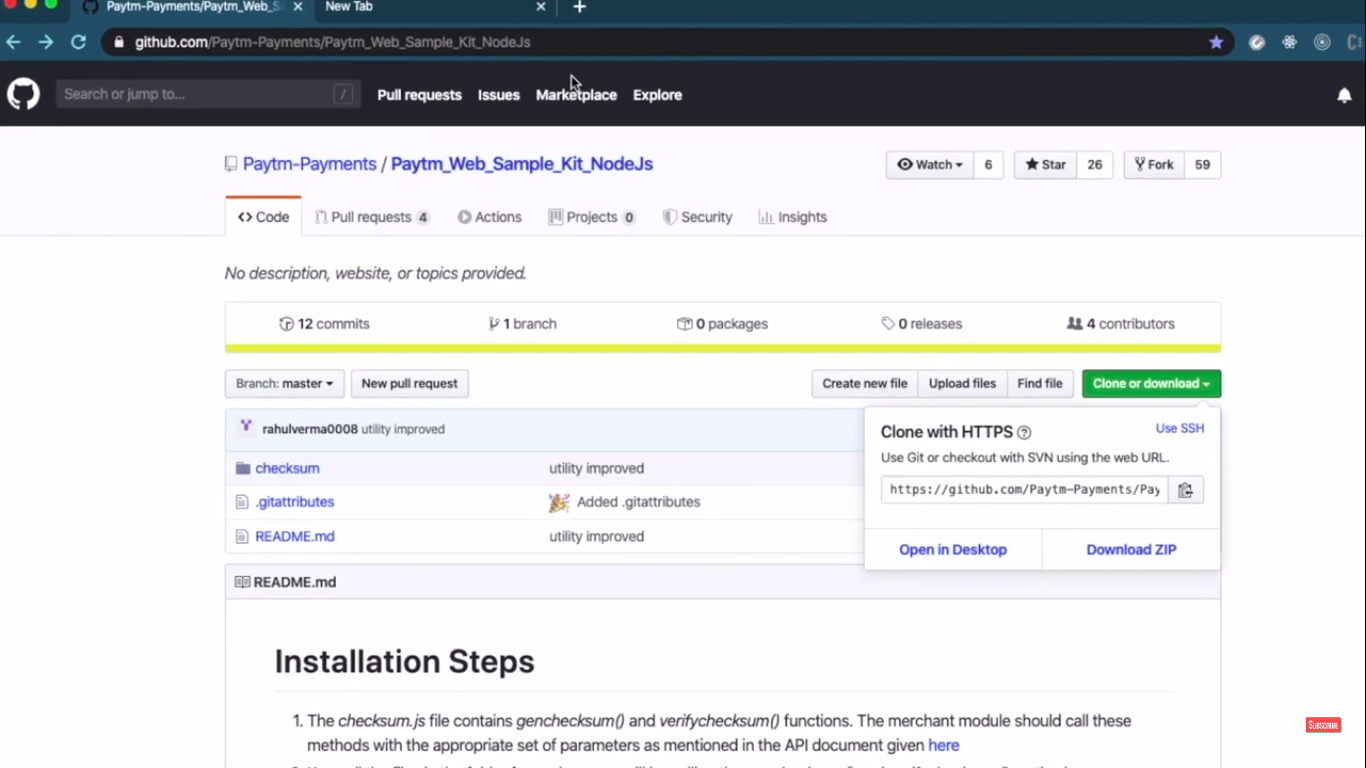 Paytm-Payments/Paytm_Web_S
New Tab
github.com/Paytm-Payments/Paytm_Web_Sample_Kit_NodeJs
Search or jump to...
/
Pull requests
Issues
Marketplace
Explore
Paytm-Payments / Paytm_Web_Sample_Kit_NodeJs
Watch
6
Star
26
Fork
59
Code
Pull requests 4
Actions
Projects 0
Security
Insights
No description, website, or topics provided.
12 commits
1 branch
0 packages
0 releases
4 contributors
Branch: master
New pull request
Create new file
Upload files
Find file
Clone or download
rahulverma0008 utility improved
Clone with HTTPS
Use SSH
Use Git or checkout with SVN using the web URL.
checksum
utility improved
https://github.com/Paytm-Payments/Pay
.gitattributes
Added .gitattributes
README.md
utility improved
Open in Desktop
Download ZIP
README.md
Installation Steps
1. The checksum.js file contains genchecksum() and verifychecksum() functions. The merchant module should call these
methods with the appropriate set of parameters as mentioned in the API document given here
SUBSCRIBE